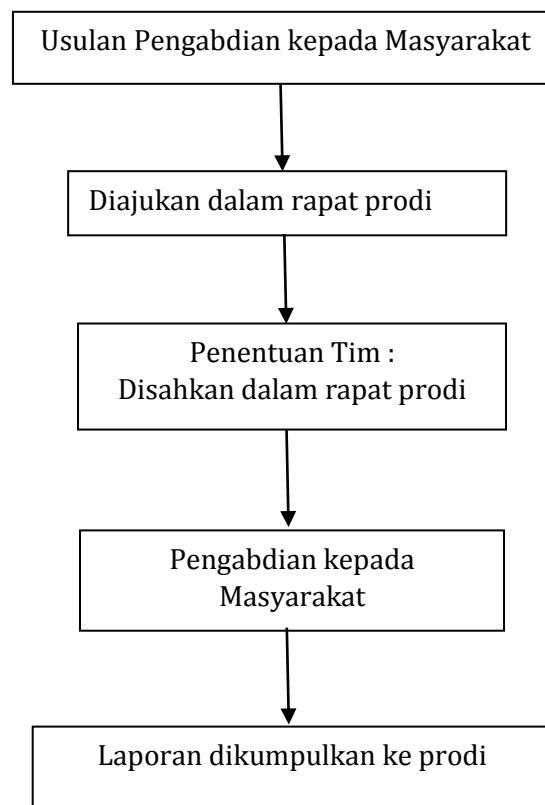 Usulan Pengabdian kepada Masyarakat
Diajukan dalam rapat prodi
Penentuan Tim :
Disahkan dalam rapat prodi
Pengabdian kepada
Masyarakat
Laporan dikumpulkan ke prodi